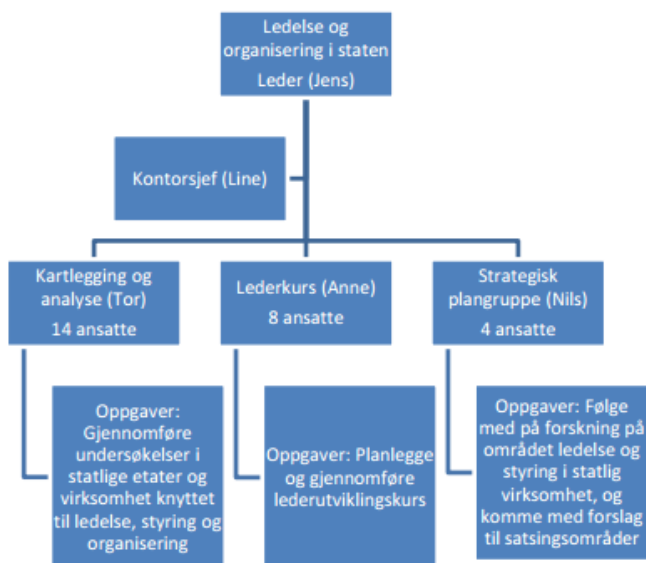 Ledelse og
organisering i staten
Leder (Jens)
Kontorsjef (Line)
Kartlegging og
analyse (Tor)
14 ansatte
Lederkurs (Anne)
8 ansatte
Strategisk
plangruppe (Nils)
4 ansatte
Oppgaver:
Gjennomføre
undersøkelser i
statlige etater og
virksomhet knyttet
til ledelse, styring og
organisering
Oppgaver: Planlegge
og gjennomføre
lederutviklingskurs
Oppgaver: Følge
med på forskning på
området ledelse og
styring i statlig
virksomhet, og
komme med forslag
til satsingsområder